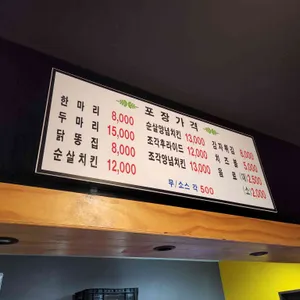 포장가격
한마리 8,000
두마리 15,000
닭똥집 8,000
순살치킨 12,000
순살양념치킨 13,000
조각후라이드 12,000
조각양념치킨 13,000
감자튀김 6,000
치즈볼 5,000
음료 (대)2,500
(소)2,000
무/소스 각 500